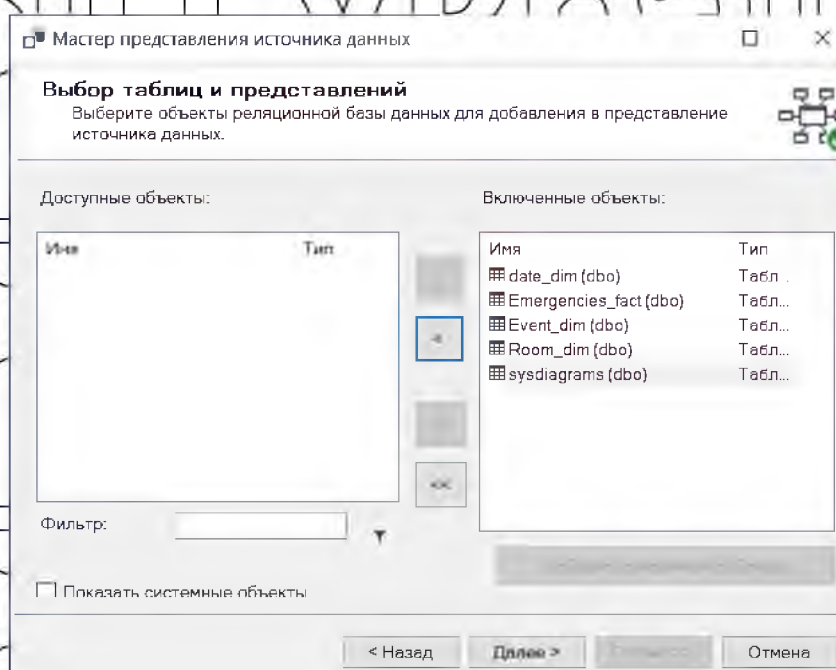 Мастер представления источника данных
Выбор таблиц и представлений
Выберите объекты реляционной базы данных для добавления в представление
источника данных.
Доступные объекты:
Включенные объекты:
Имя Тип
Имя Тип
date_dim (dbo) Табл...
Emergencies_fact (dbo) Табл...
Event_dim (dbo) Табл...
Room_dim (dbo) Табл...
sysdiagrams (dbo) Табл...
<
<<
Фильтр:
Показать системные объекты
< Назад Далее > Отмена